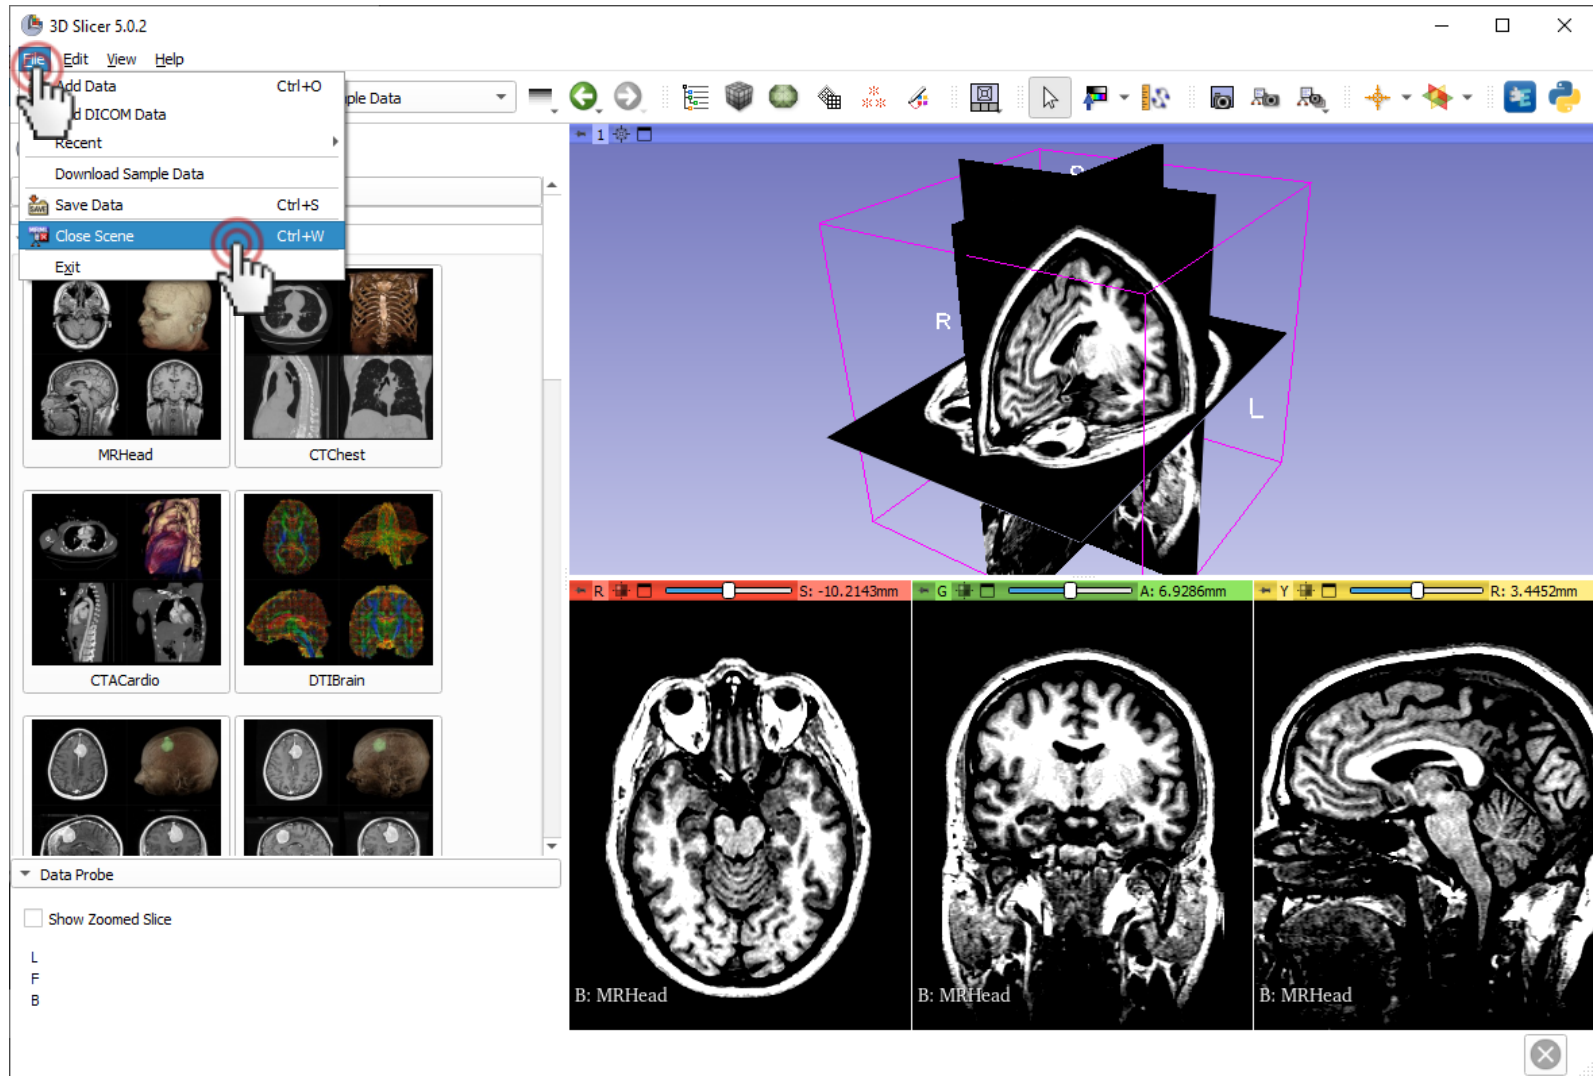 3D Slicer 5.0.2
File Edit View Help
Add Data Ctrl+O
DICOM Data
Recent
Download Sample Data
SAVE Save Data Ctrl+S
Close Scene Ctrl+W
Exit
ple Data
1
R
L
MRHead
CTChest
CTACardio
DTIBrain
R S: -10.2143mm
G A: 6.9286mm
Y R: 3.4452mm
B: MRHead
B: MRHead
B: MRHead
Data Probe
Show Zoomed Slice
L
F
B